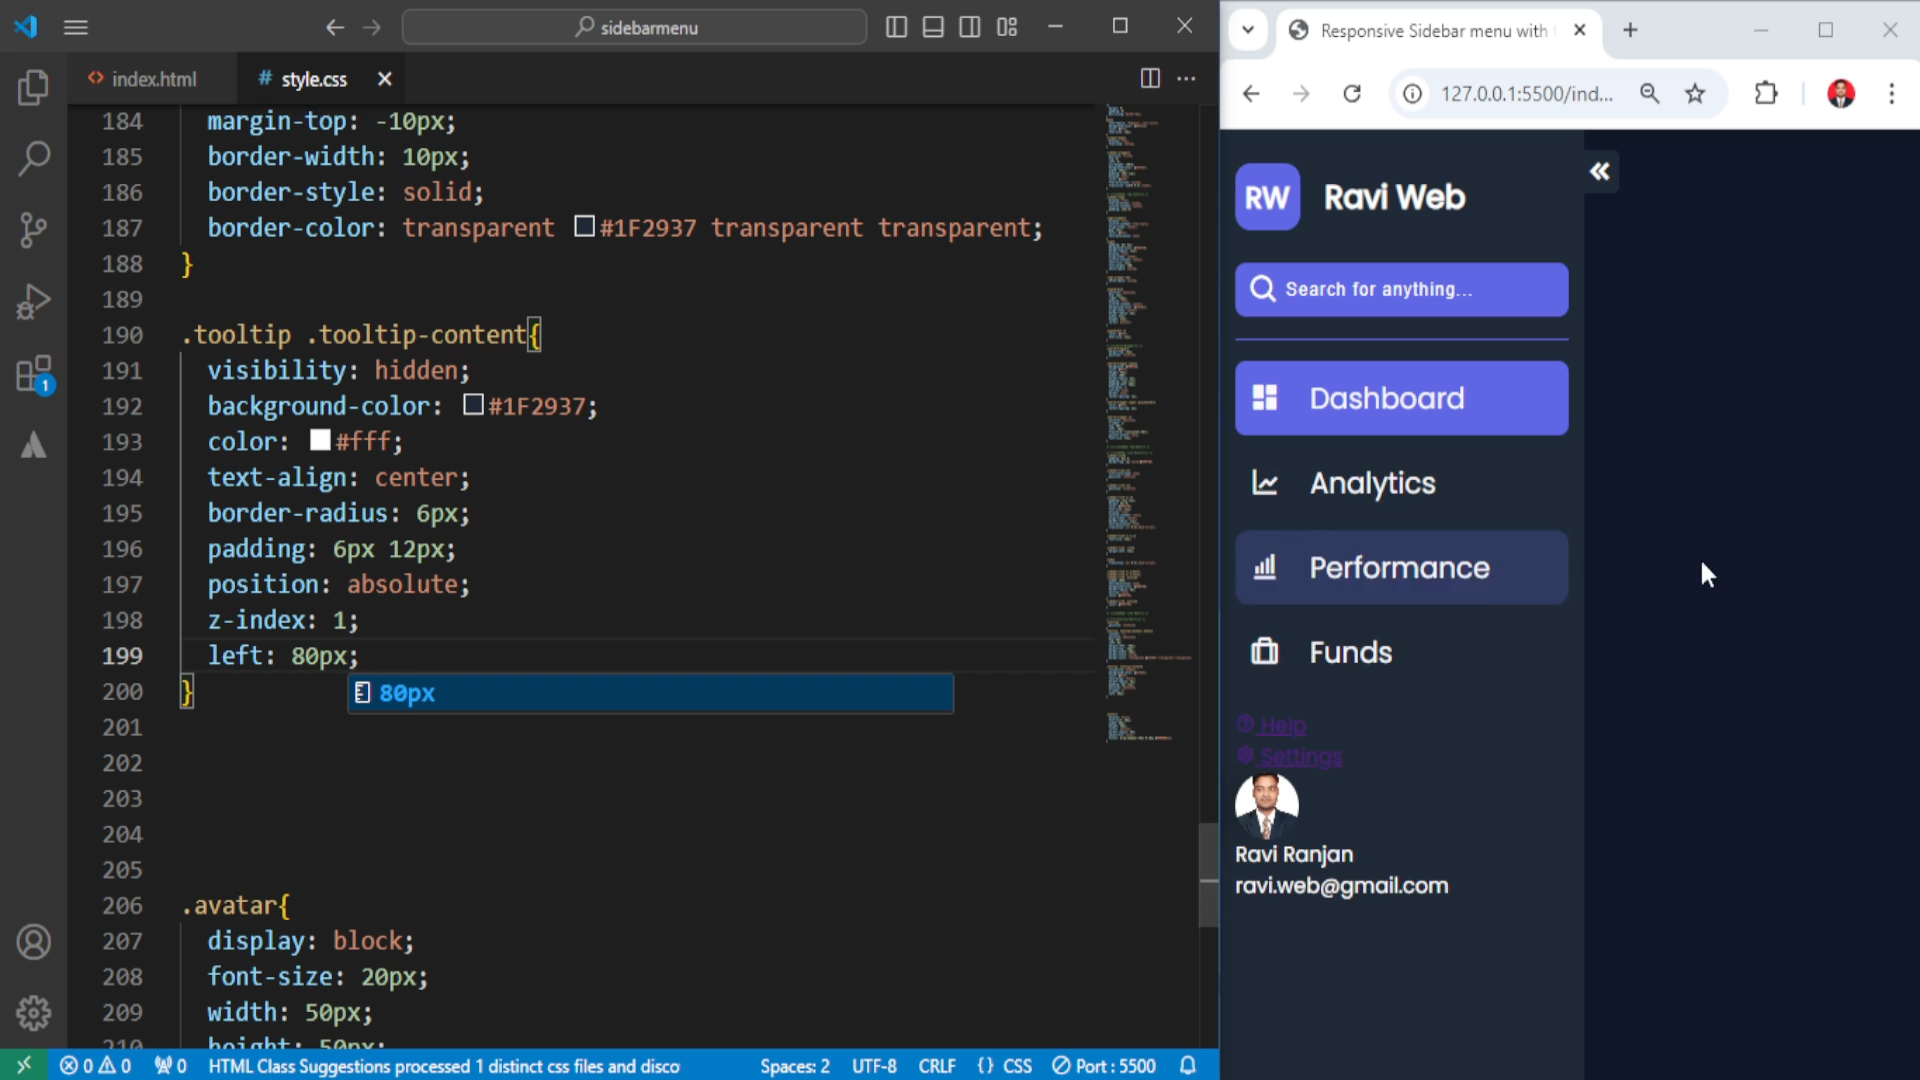 sidebarmenu
index.html
# style.css
184 margin-top: -10px;
185 border-width: 10px;
186 border-style: solid;
187 border-color: transparent #1F2937 transparent transparent;
188 }
189
190 .tooltip .tooltip-content{
191 visibility: hidden;
192 background-color: #1F2937;
193 color: #fff;
194 text-align: center;
195 border-radius: 6px;
196 padding: 6px 12px;
197 position: absolute;
198 z-index: 1;
199 left: 80px;
200 }
80px
201
202
203
204
205
206 .avatar{
207 display: block;
208 font-size: 20px;
209 width: 50px;
210 height: 50px;
1
0 0 0 HTML Class Suggestions processed 1 distinct css files and disco Spaces: 2 UTF-8 CRLF {} CSS Port : 5500
Responsive Sidebar menu with
127.0.0.1:5500/ind...
RW Ravi Web
Search for anything...
Dashboard
Analytics
Performance
Funds
Help
Settings
Ravi Ranjan
ravi.web@gmail.com